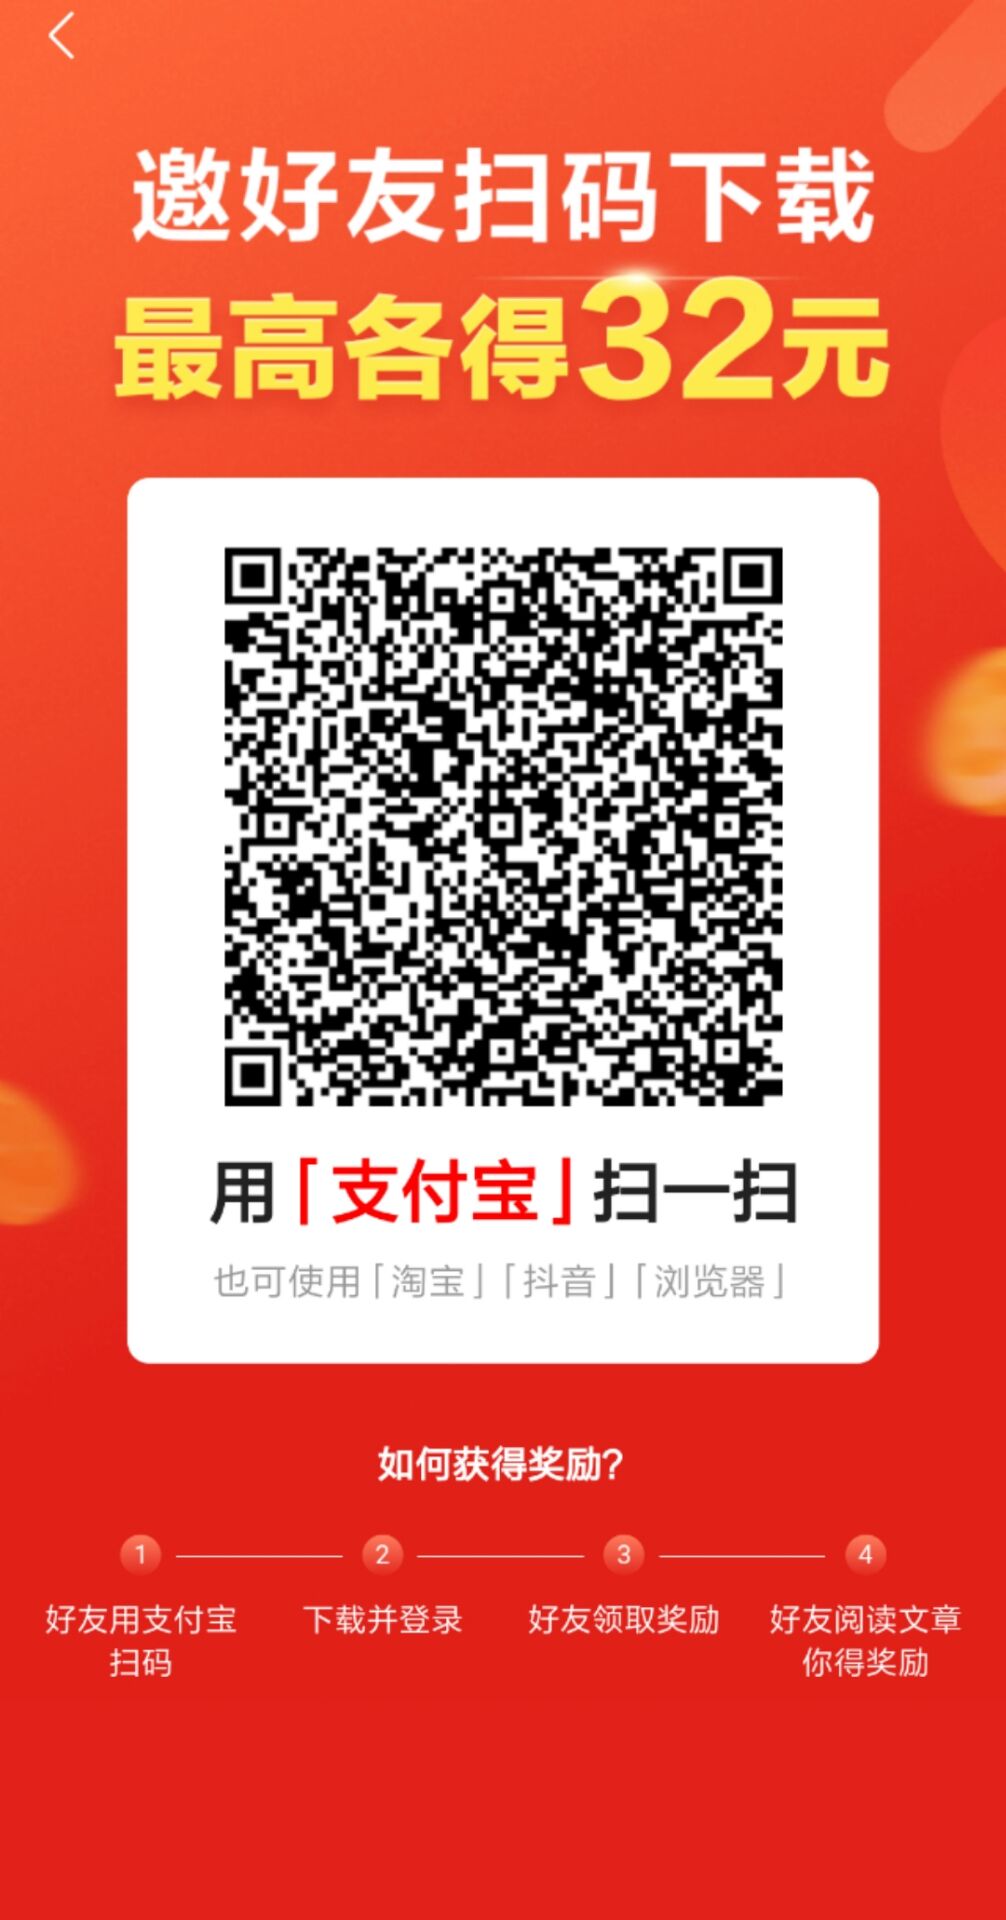 邀好友扫码下载
最高各得32元
用「支付宝」扫一扫
也可使用「淘宝」「抖音」「浏览器」
如何获得奖励?
1 2 3 4
好友用支付宝 下载并登录 好友领取奖励 好友阅读文章
扫码 你得奖励